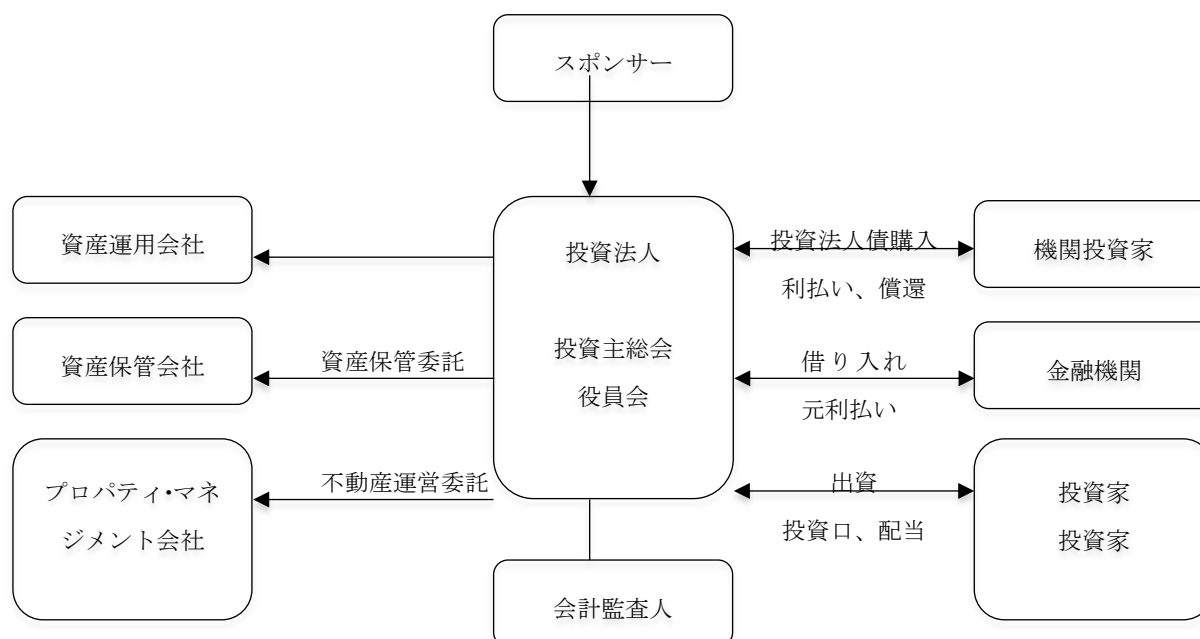 スポンサー
資産運用会社
投資法人
投資法人債購入
機関投資家
利払い、償還
資産保管会社
資産保管委託
投資主総会
役員会
借り入れ
金融機関
元利払い
プロパティ・マネ
ジメント会社
不動産運営委託
出資
投資口、配当
投資家
投資家
会計監査人